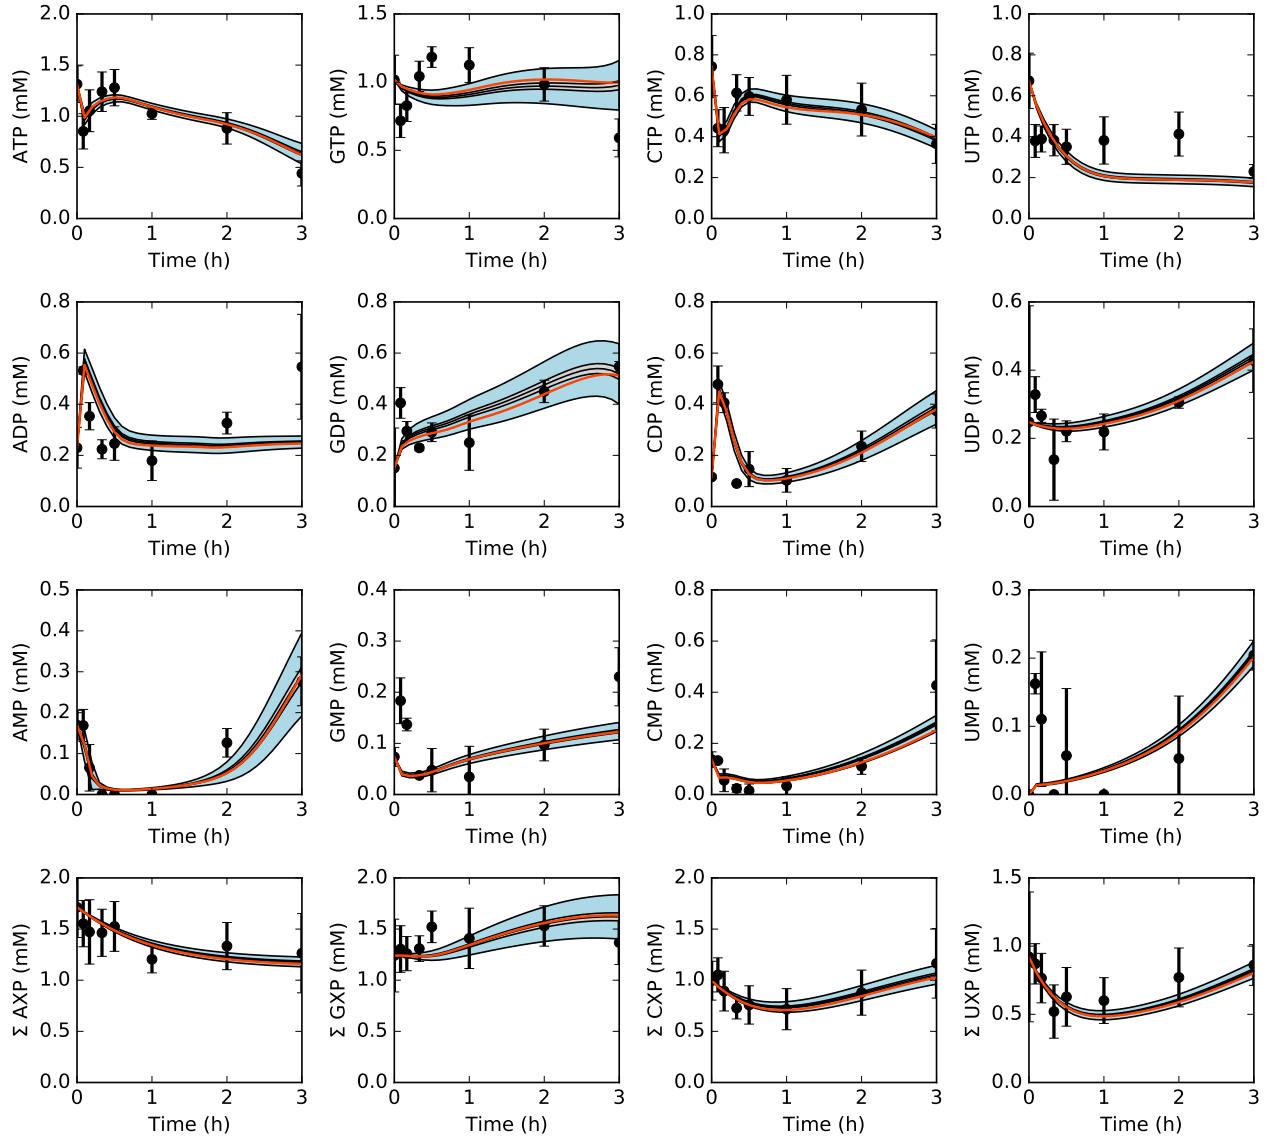 2.0
1.5
1.0
0.5
0.0
ATP (mM)
0 1 2 3
Time (h)
1.5
1.0
0.5
0.0
GTP (mM)
0 1 2 3
Time (h)
1.0
0.8
0.6
0.4
0.2
0.0
CTP (mM)
0 1 2 3
Time (h)
1.0
0.8
0.6
0.4
0.2
0.0
UTP (mM)
0 1 2 3
Time (h)
0.8
0.6
0.4
0.2
0.0
ADP (mM)
0 1 2 3
Time (h)
0.8
0.6
0.4
0.2
0.0
GDP (mM)
0 1 2 3
Time (h)
0.8
0.6
0.4
0.2
0.0
CDP (mM)
0 1 2 3
Time (h)
0.6
0.4
0.2
0.0
UDP (mM)
0 1 2 3
Time (h)
0.5
0.4
0.3
0.2
0.1
0.0
AMP (mM)
0 1 2 3
Time (h)
0.4
0.3
0.2
0.1
0.0
GMP (mM)
0 1 2 3
Time (h)
0.8
0.6
0.4
0.2
0.0
CMP (mM)
0 1 2 3
Time (h)
0.3
0.2
0.1
0.0
UMP (mM)
0 1 2 3
Time (h)
2.0
1.5
1.0
0.5
0.0
Σ AXP (mM)
0 1 2 3
Time (h)
2.0
1.5
1.0
0.5
0.0
Σ GXP (mM)
0 1 2 3
Time (h)
2.0
1.5
1.0
0.5
0.0
Σ CXP (mM)
0 1 2 3
Time (h)
1.5
1.0
0.5
0.0
Σ UXP (mM)
0 1 2 3
Time (h)